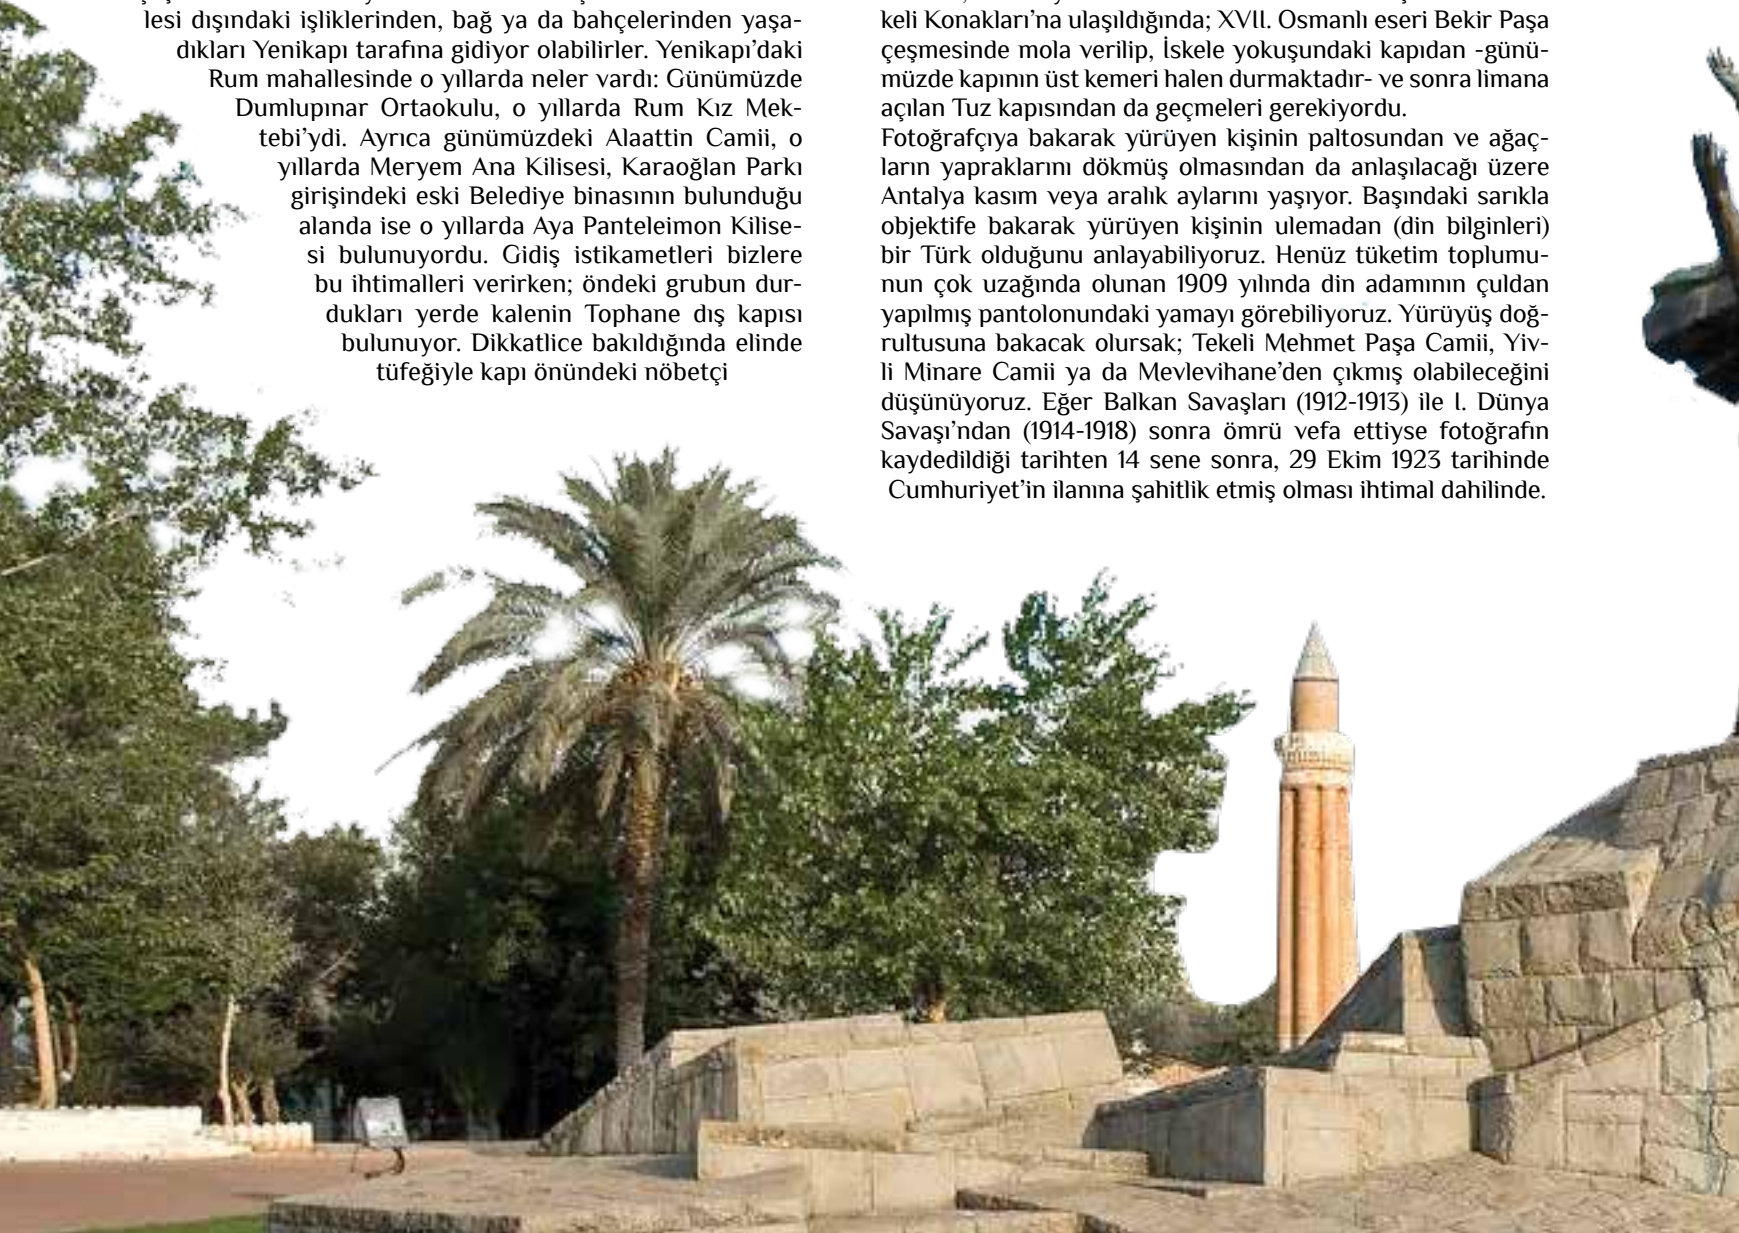 lesi dışındaki işliklerinden, bağ ya da bahçelerinden yaşa-
dıkları Yenikapı tarafına gidiyor olabilirler. Yenikapı’daki
Rum mahallesinde o yıllarda neler vardı: Günümüzde
Dumlupınar Ortaokulu, o yıllarda Rum Kız Mek-
tebi’ydi. Ayrıca günümüzdeki Alaattin Camii, o
yıllarda Meryem Ana Kilisesi, Karaoğlan Parkı
girişindeki eski Belediye binasının bulunduğu
alanda ise o yıllarda Aya Panteleimon Kilise-
si bulunuyordu. Gidiş istikametleri bizlere
bu ihtimalleri verirken; öndeki grubun dur-
dukları yerde kalenin Tophane dış kapısı
bulunuyor. Dikkatlice bakıldığında elinde
tüfeğiyle kapı önündeki nöbetçi
keli Konakları’na ulaşıldığında; XVII. Osmanlı eseri Bekir Paşa
çeşmesinde mola verilip, İskele yokuşundaki kapıdan -günü-
müzde kapının üst kemeri halen durmaktadır- ve sonra limana
açılan Tuz kapısından da geçmeleri gerekiyordu.
Fotoğrafçıya bakarak yürüyen kişinin paltosundan ve ağaç-
ların yapraklarını dökmüş olmasından da anlaşılacağı üzere
Antalya kasım veya aralık aylarını yaşıyor. Başındaki sarıkla
objektife bakarak yürüyen kişinin ulemadan (din bilginleri)
bir Türk olduğunu anlayabiliyoruz. Henüz tüketim toplumu-
nun çok uzağında olunan 1909 yılında din adamının çuldan
yapılmış pantolonundaki yamayı görebiliyoruz. Yürüyüş doğ-
rultusuna bakacak olursak; Tekeli Mehmet Paşa Camii, Yiv-
li Minare Camii ya da Mevlevihane’den çıkmış olabileceğini
düşünüyoruz. Eğer Balkan Savaşları (1912-1913) ile I. Dünya
Savaşı’ndan (1914-1918) sonra ömrü vefa ettiyse fotoğrafın
kaydedildiği tarihten 14 sene sonra, 29 Ekim 1923 tarihinde
Cumhuriyet’in ilanına şahitlik etmiş olması ihtimal dahilinde.